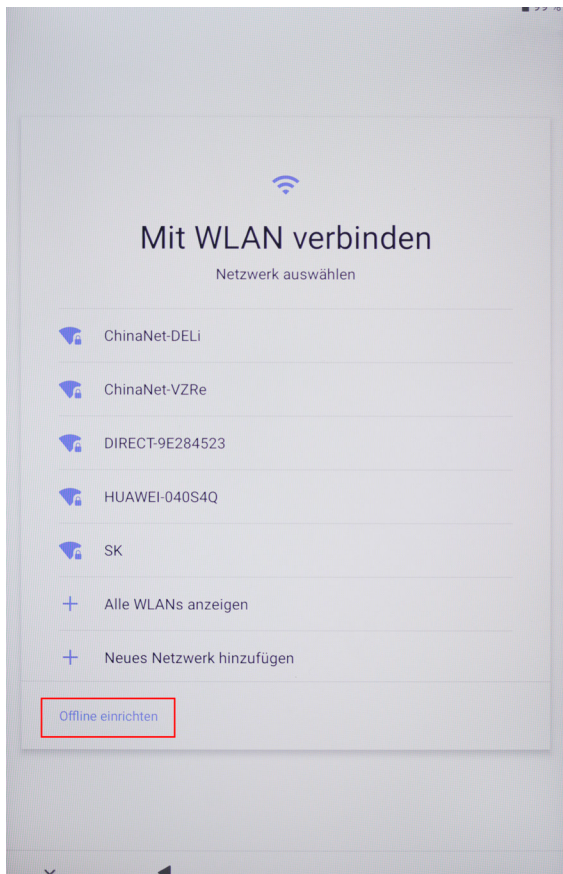 Mit WLAN verbinden
Netzwerk auswählen
ChinaNet-DELi
ChinaNet-VZRe
DIRECT-9E284523
HUAWEI-040S4Q
SK
Alle WLANs anzeigen
Neues Netzwerk hinzufügen
Offline einrichten